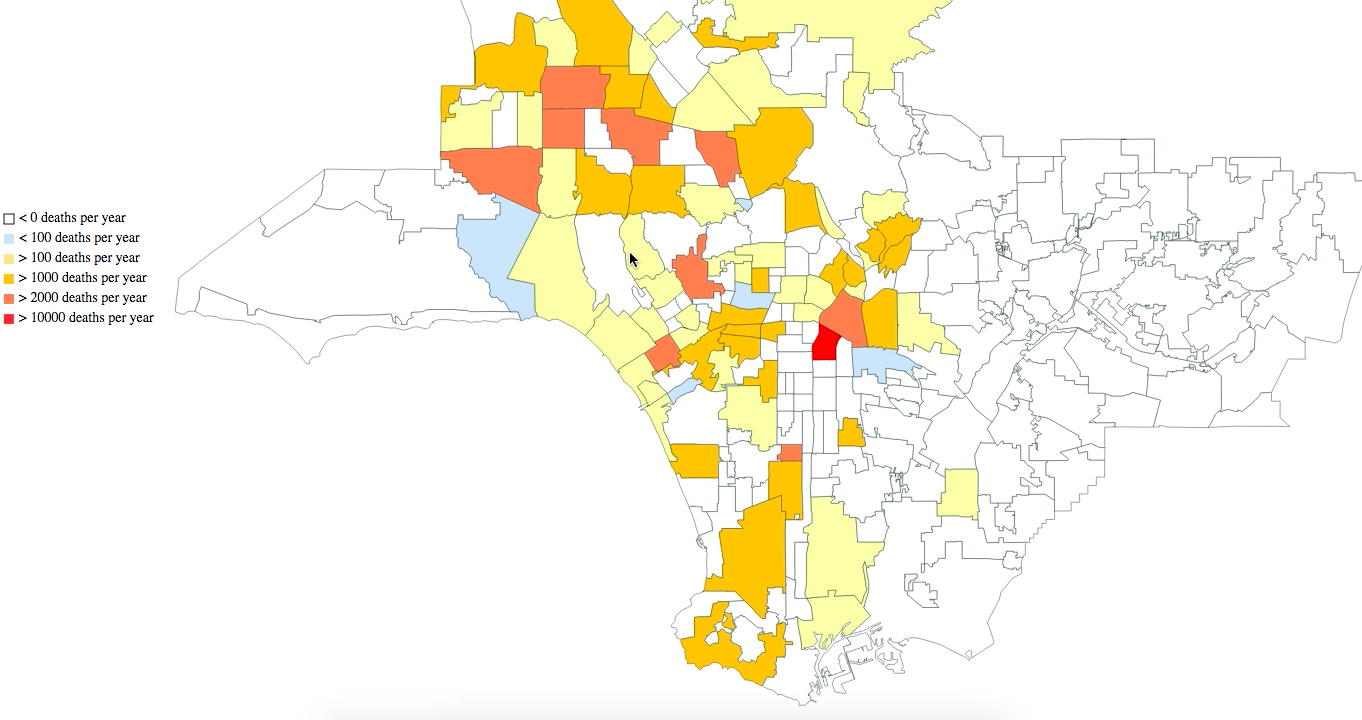 < 0 deaths per year
< 100 deaths per year
> 100 deaths per year
> 1000 deaths per year
> 2000 deaths per year
> 10000 deaths per year